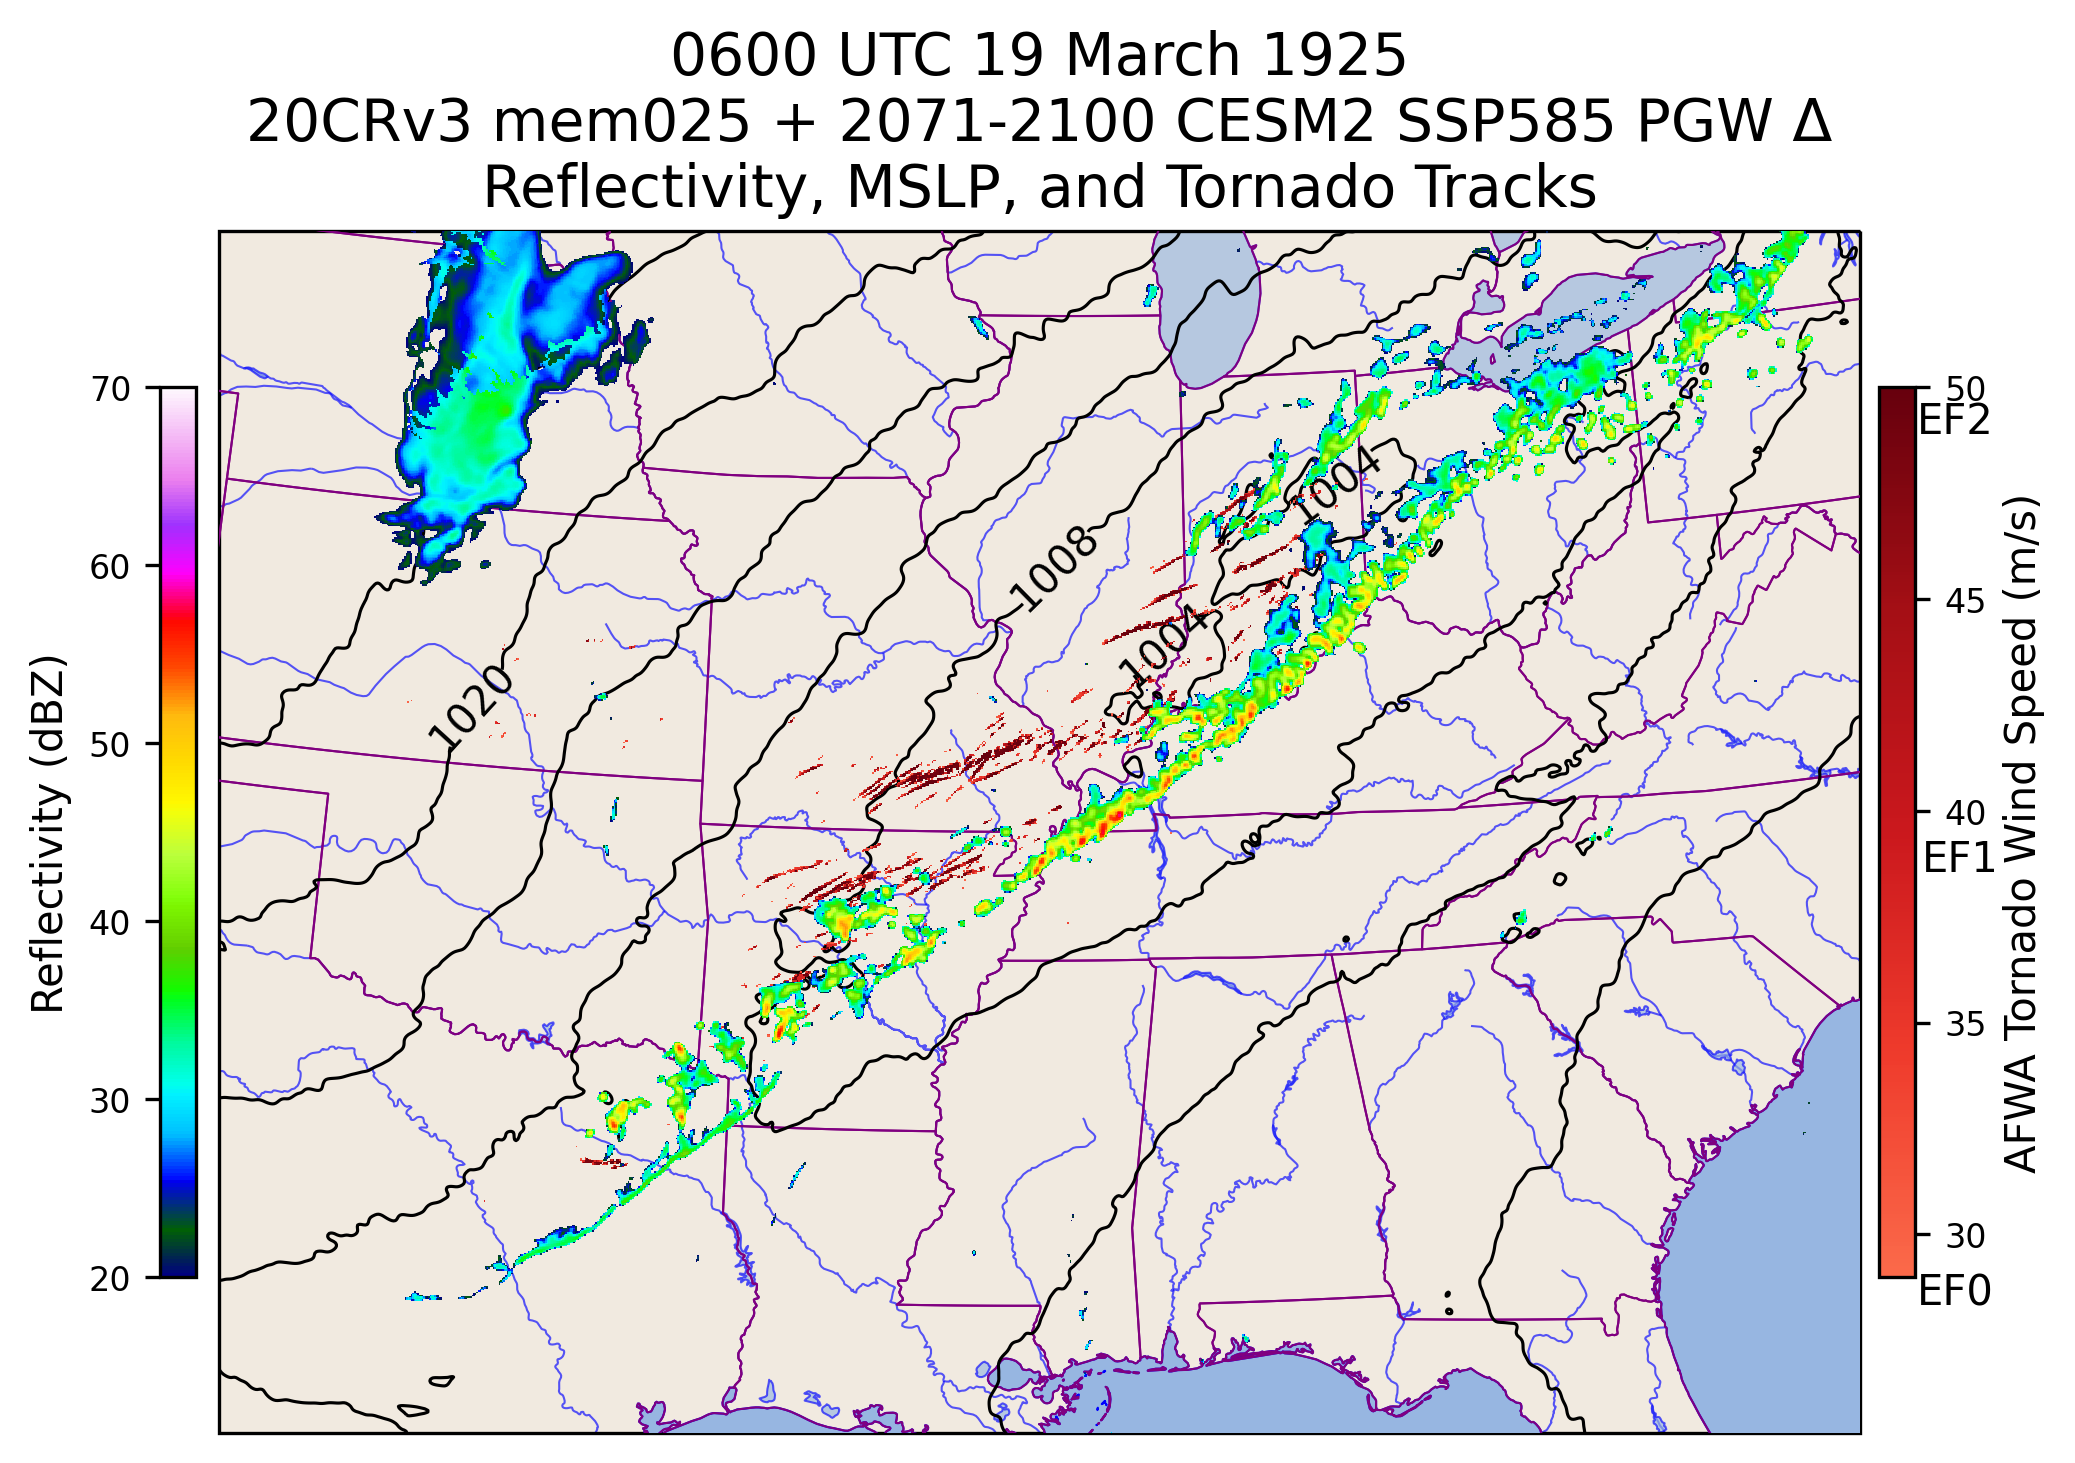 0600 UTC 19 March 1925
20CRv3 mem025 + 2071-2100 CESM2 SSP585 PGW Δ
Reflectivity, MSLP, and Tornado Tracks
70
60
50
40
30
20
Reflectivity (dBZ)
1020
1008
1004
1004
50
EF2
45
40
EF1
35
30
EF0
AFWA Tornado Wind Speed (m/s)